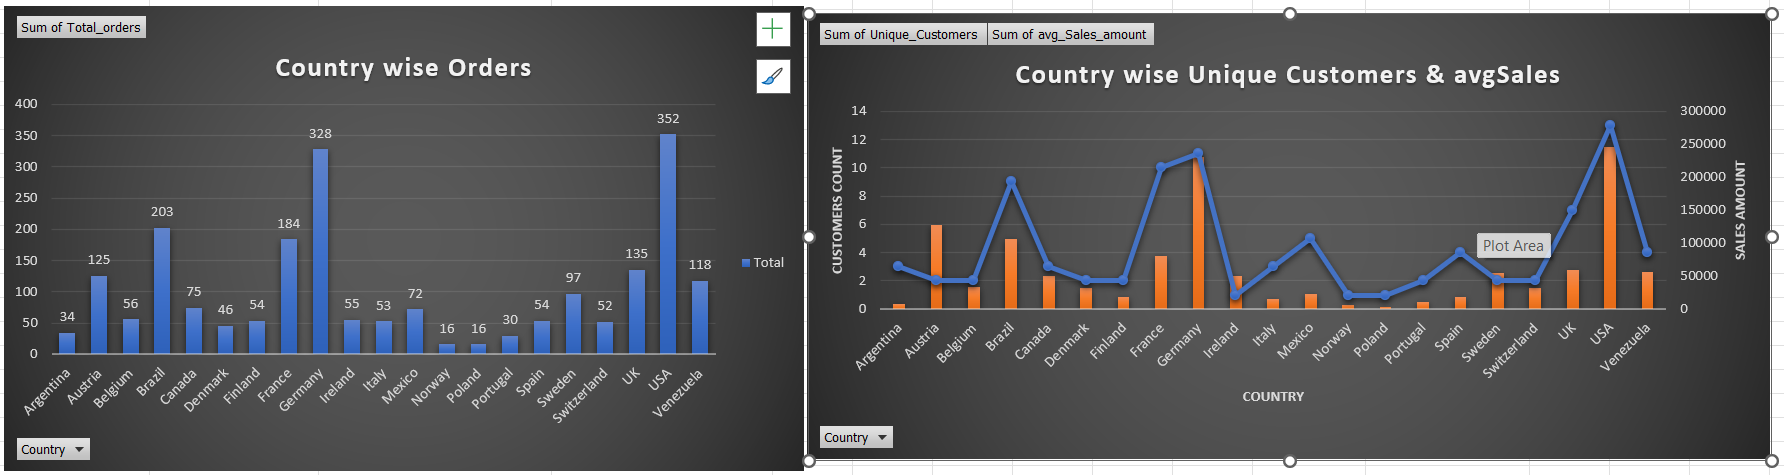 Sum of Total_orders
Country wise Orders
400
350
300
250
200
150
100
50
0
34
125
56
203
75
46
54
184
328
55
53
72
16
16
30
54
97
52
135
352
118
Argentina
Austria
Belgium
Brazil
Canada
Denmark
Finland
France
Germany
Ireland
Italy
Mexico
Norway
Poland
Portugal
Spain
Sweden
Switzerland
UK
USA
Venezuela
Total
Country
Sum of Unique_Customers
Sum of avg_Sales_amount
Country wise Unique Customers & avgSales
CUSTOMERS COUNT
14
12
10
8
6
4
2
0
300000
250000
200000
150000
100000
50000
0
SALES AMOUNT
Plot Area
Argentina
Austria
Belgium
Brazil
Canada
Denmark
Finland
France
Germany
Ireland
Italy
Mexico
Norway
Poland
Portugal
Spain
Sweden
Switzerland
UK
USA
Venezuela
COUNTRY
Country